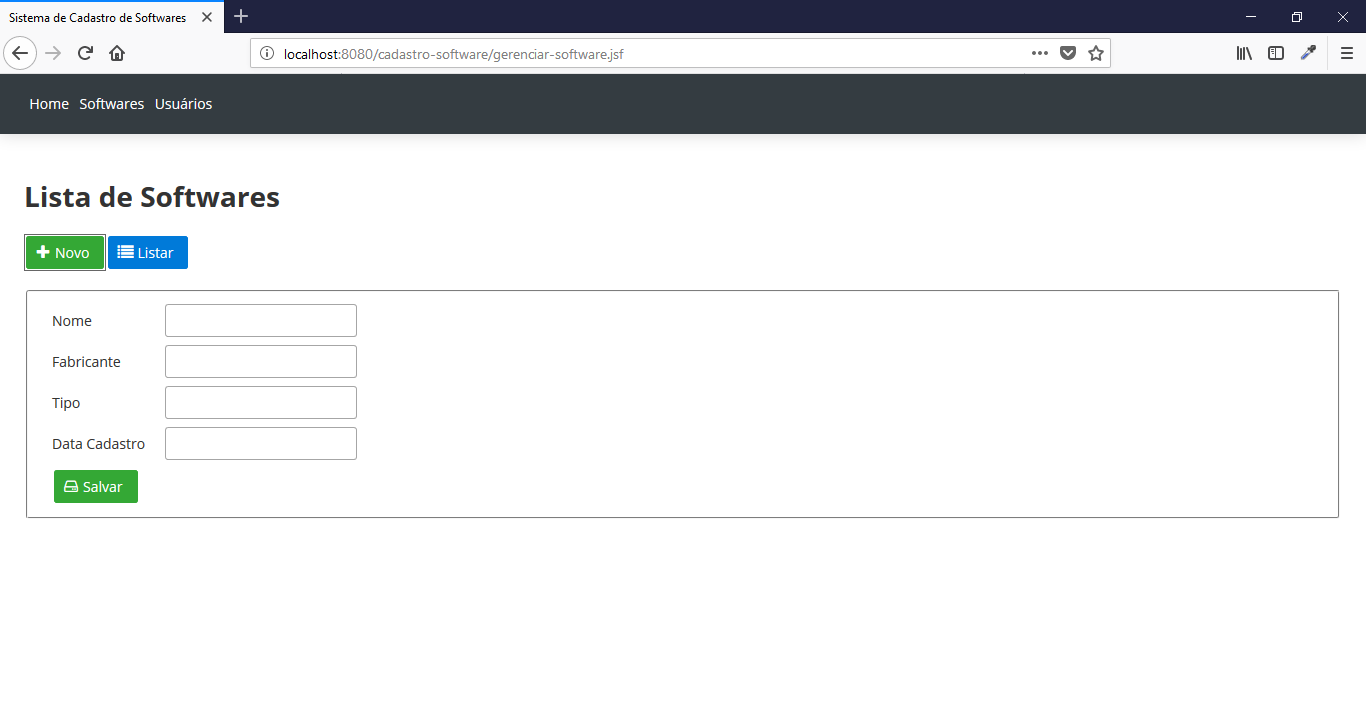 Sistema de Cadastro de Softwares
localhost:8080/cadastro-software/gerenciar-software.jsf
Home Softwares Usuários
Lista de Softwares
Novo Listar
Nome
Fabricante
Tipo
Data Cadastro
Salvar